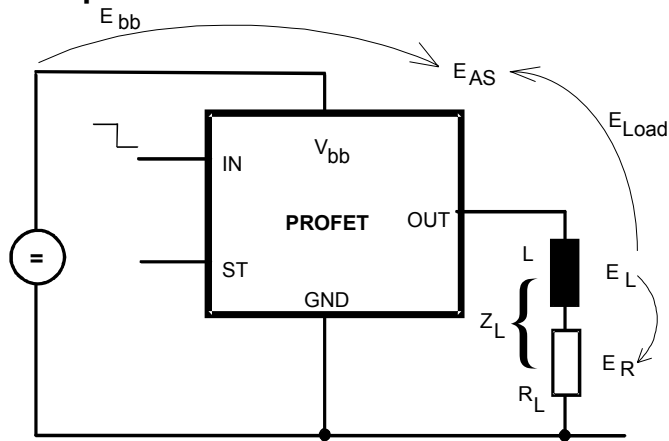 E bb
E AS
E Load
V bb
IN
PROFET
OUT
ST
GND
L
E L
Z L
{
R L
E R
=